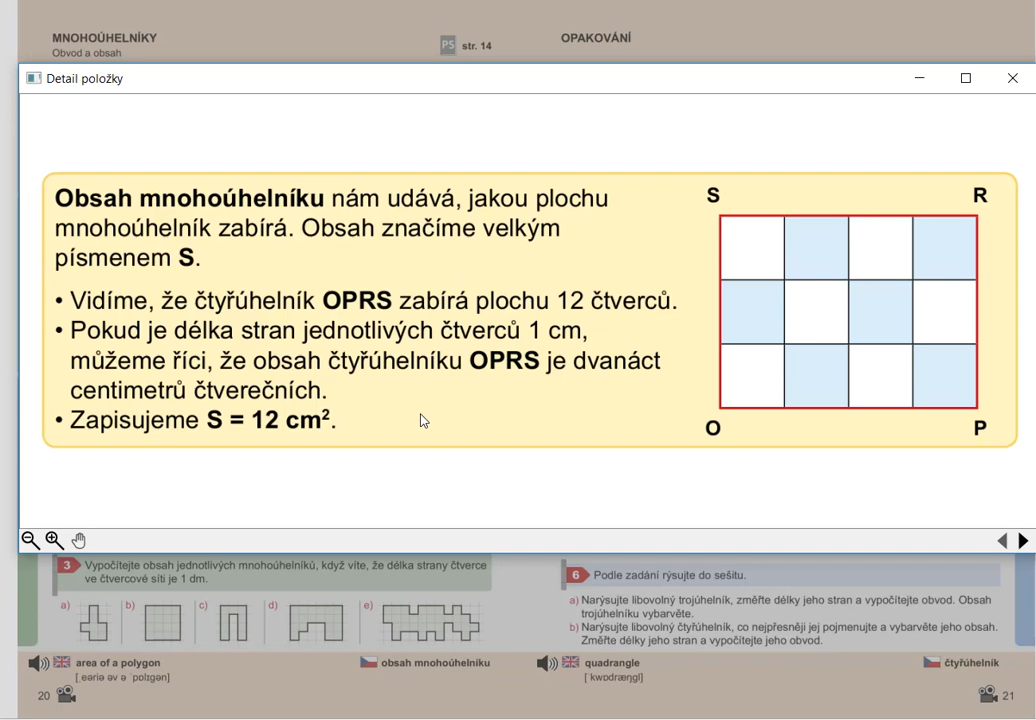 MNOHOÚHELNÍKY
Obvod a obsah
PS str. 14
OPAKOVÁNÍ
Detail položky
Obsah mnohoúhelníku nám udává, jakou plochu
mnohoúhelník zabírá. Obsah značíme velkým
písmenem S.
• Vidíme, že čtyřúhelník OPRS zabírá plochu 12 čtverců.
• Pokud je délka stran jednotlivých čtverců 1 cm,
můžeme říci, že obsah čtyřúhelníku OPRS je dvanáct
centimetrů čtverečních.
• Zapisujeme S = 12 cm².
S R
O P
3 Vypočítejte obsah jednotlivých mnohoúhelníků, když víte, že délka strany čtverce
ve čtvercové síti je 1 dm.
a) b) c) d) e)
6 Podle zadání rýsujte do sešitu.
a) Narýsujte libovolný trojúhelník, změřte délky jeho stran a vypočítejte obvod. Obsah
trojúhelníku vybarvěte.
b) Narýsujte libovolný čtyřúhelník, co nejpřesněji jej pojmenujte a vybarvěte jeho obsah.
Změřte délky jeho stran a vypočítejte jeho obvod.
area of a polygon
[ˌeəriə əv ə ˈpɒlɪgən]
obsah mnohoúhelníku
quadrangle
[ˈkwɒdræŋgl]
čtyřúhelník
20
21